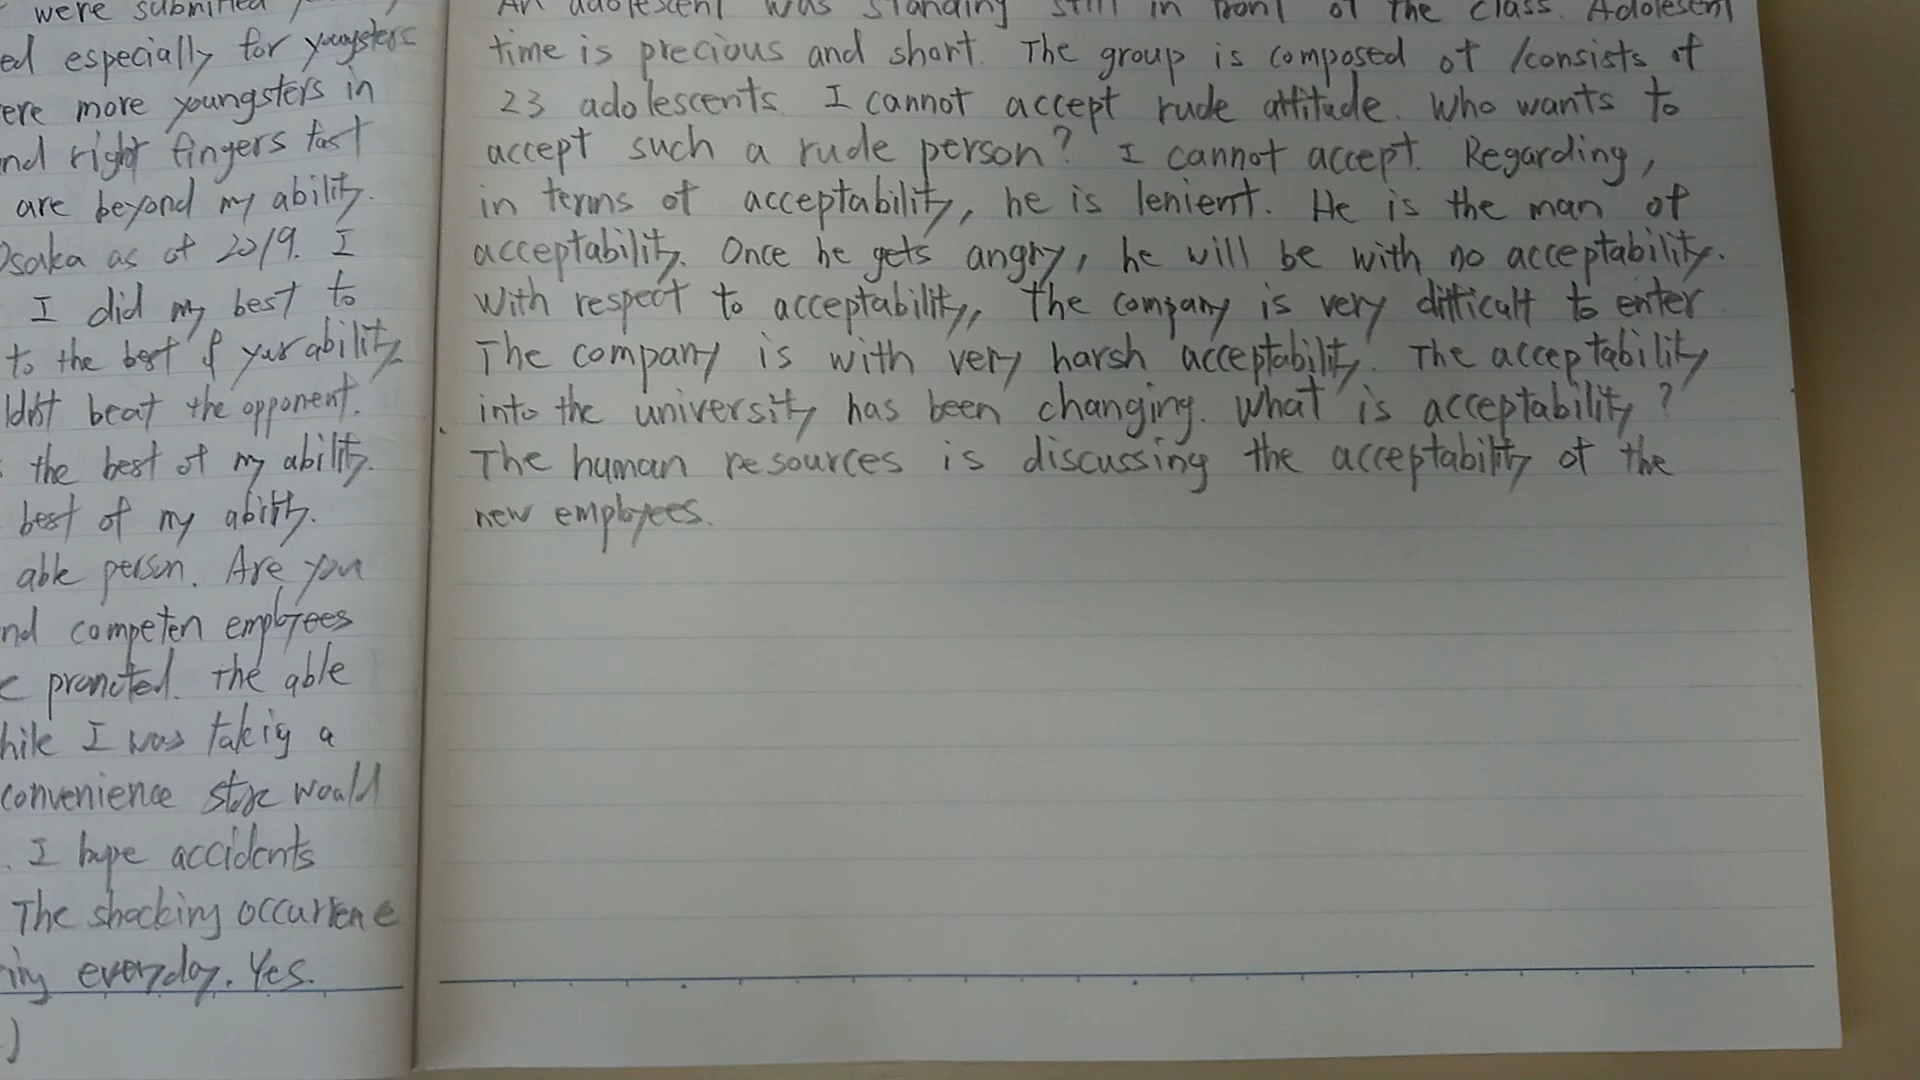 were submitted
ed especially for youngsters
ere more youngsters in
nd right fingers fast
are beyond my ability.
Osaka as of 2019. I
I did my best to
to the best of your ability
ldn't beat the opponent.
the best of my ability.
best of my ability.
able person. Are you
nd competen employees
e promoted. the able
hile I was taking a
convenience store would
. I hope accidents
The shocking occurrence
ing everyday. Yes.
)
An adolescent was standing still in front of the class. Adolescent
time is precious and short. The group is composed of /consists of
23 adolescents. I cannot accept rude attitude. Who wants to
accept such a rude person? I cannot accept. Regarding,
in terms of acceptability, he is lenient. He is the man of
acceptability. Once he gets angry, he will be with no acceptability.
With respect to acceptability, the company is very difficult to enter.
The company is with very harsh acceptability. The acceptability
into the university has been changing. What is acceptability?
The human resources is discussing the acceptability of the
new employees.